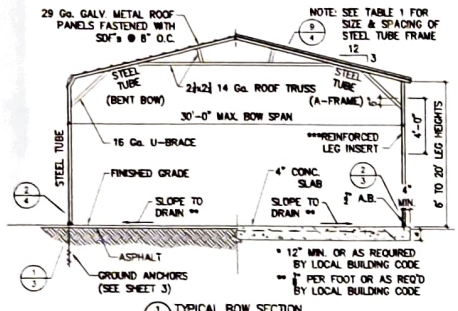 29 Ga. GALV. METAL ROOF
PANELS FASTENED WITH
SDF's @ 8" O.C.
9
4
NOTE: SEE TABLE 1 FOR
SIZE & SPACING OF
STEEL TUBE FRAME
12
3
STEEL
TUBE
(BENT BOW)
14 Ga. ROOF TRUSS
STEEL
TUBE
(A-FRAME)
30'-0" MAX. BOW SPAN
16 Ga. U-BRACE
***REINFORCED
LEG INSERT
4'-0"
6' TO 20' LEG HEIGHTS
STEEL TUBE
FINISHED GRADE
4" CONC.
SLAB
2
3
4"
MIN.
2
4
SLOPE TO
DRAIN **
SLOPE TO
DRAIN **
A.B.
ASPHALT
1
3
GROUND ANCHORS
(SEE SHEET 3)
* 12" MIN. OR AS REQUIRED
BY LOCAL BUILDING CODE
PER FOOT OR AS REQ'D
BY LOCAL BUILDING CODE
1 TYPICAL BOW SECTION